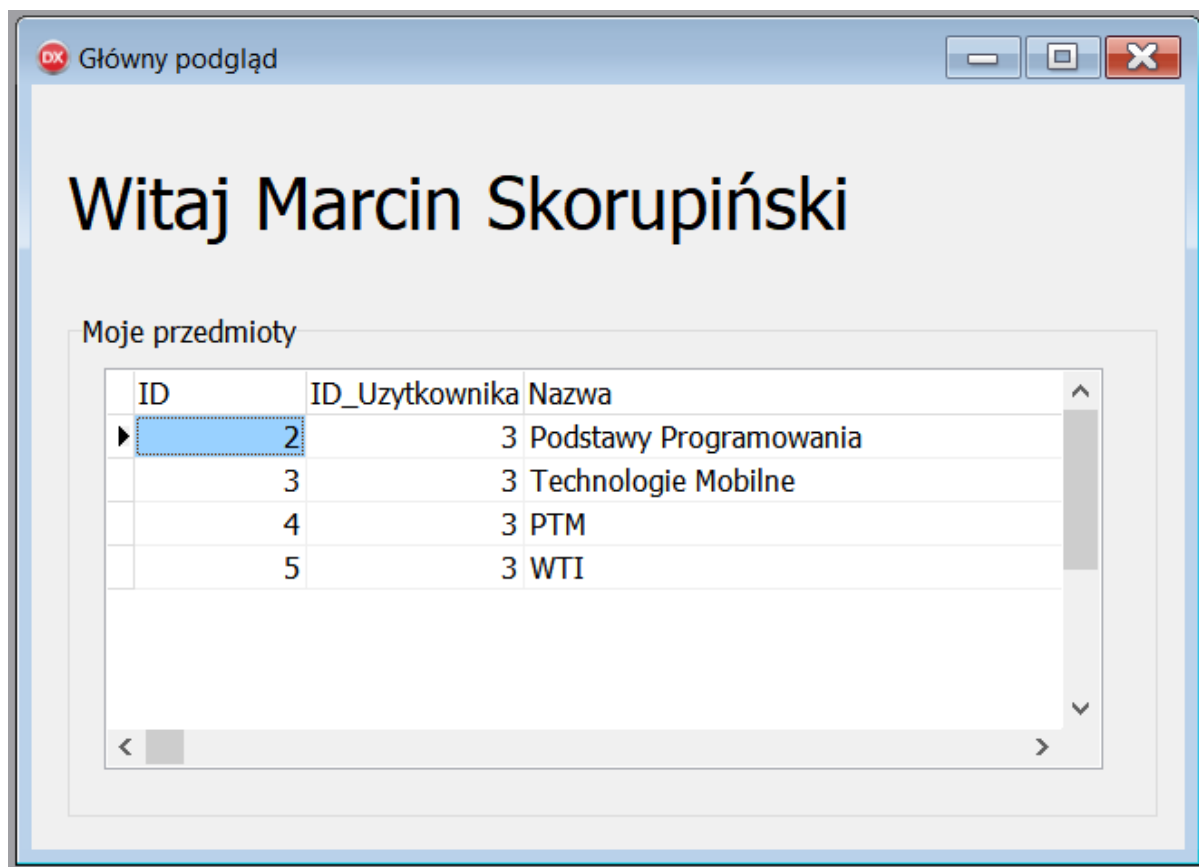 DX Główny podgląd
Witaj Marcin Skorupiński
Moje przedmioty
ID ID_Uzytkownika Nazwa
2 3 Podstawy Programowania
3 3 Technologie Mobilne
4 3 PTM
5 3 WTI